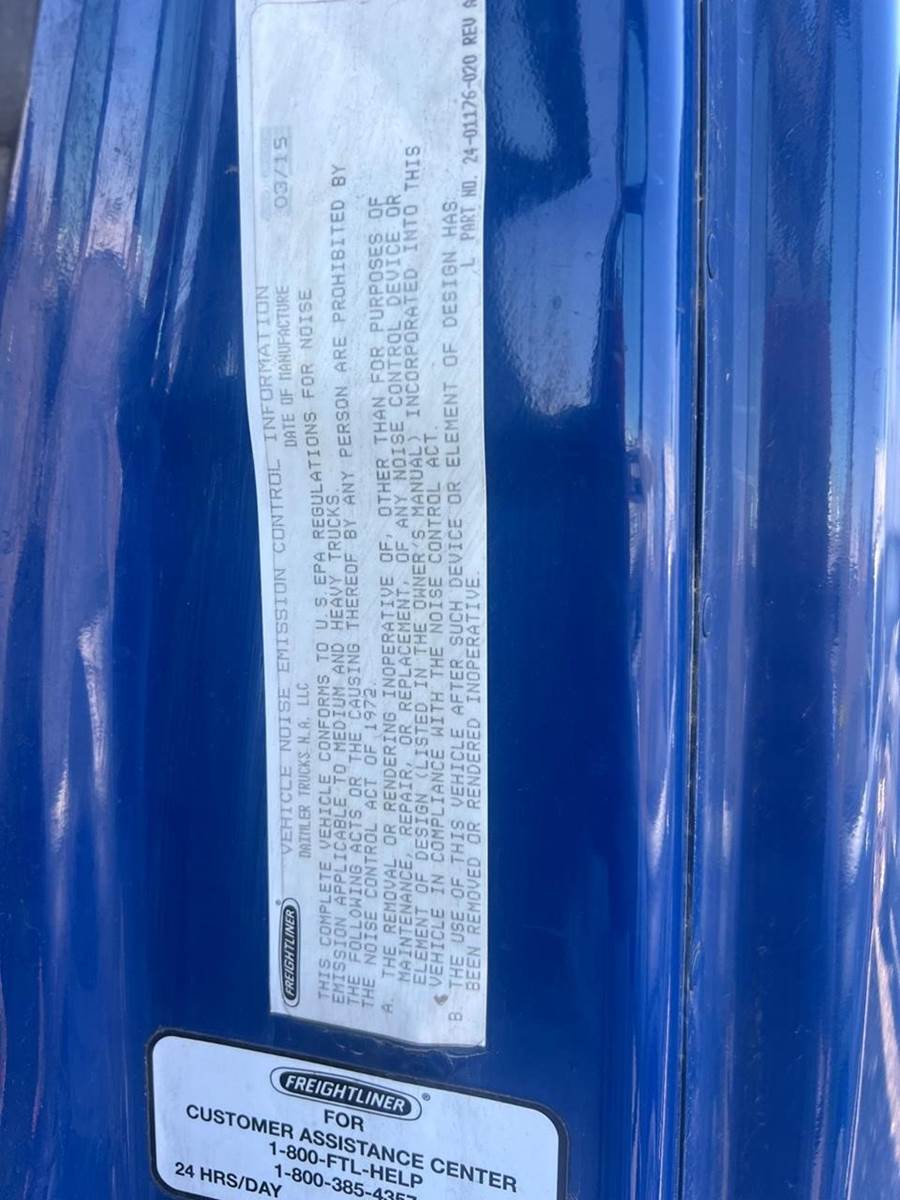 FREIGHTLINER®
VEHICLE NOISE EMISSION CONTROL INFORMATION
DAIMLER TRUCKS N.A. LLC DATE OF MANUFACTURE 03/15
THIS COMPLETE VEHICLE CONFORMS TO U.S.EPA REGULATIONS FOR NOISE
EMISSION APPLICABLE TO MEDIUM AND HEAVY TRUCKS.
THE FOLLOWING ACTS OR THE CAUSING THEREOF BY ANY PERSON ARE PROHIBITED BY
THE NOISE CONTROL ACT OF 1972.
A. THE REMOVAL OR RENDERING INOPERATIVE OF, OTHER THAN FOR PURPOSES OF
MAINTENANCE, REPAIR, OR REPLACEMENT, OF ANY NOISE CONTROL DEVICE OR
ELEMENT OF DESIGN (LISTED IN THE OWNER'S MANUAL) INCORPORATED INTO THIS
VEHICLE IN COMPLIANCE WITH THE NOISE CONTROL ACT.
B. THE USE OF THIS VEHICLE AFTER SUCH DEVICE OR ELEMENT OF DESIGN HAS
BEEN REMOVED OR RENDERED INOPERATIVE.
PART NO. 24-01176-020 REV A
FREIGHTLINER®
FOR
CUSTOMER ASSISTANCE CENTER
1-800-FTL-HELP
1-800-385-4357
24 HRS/DAY